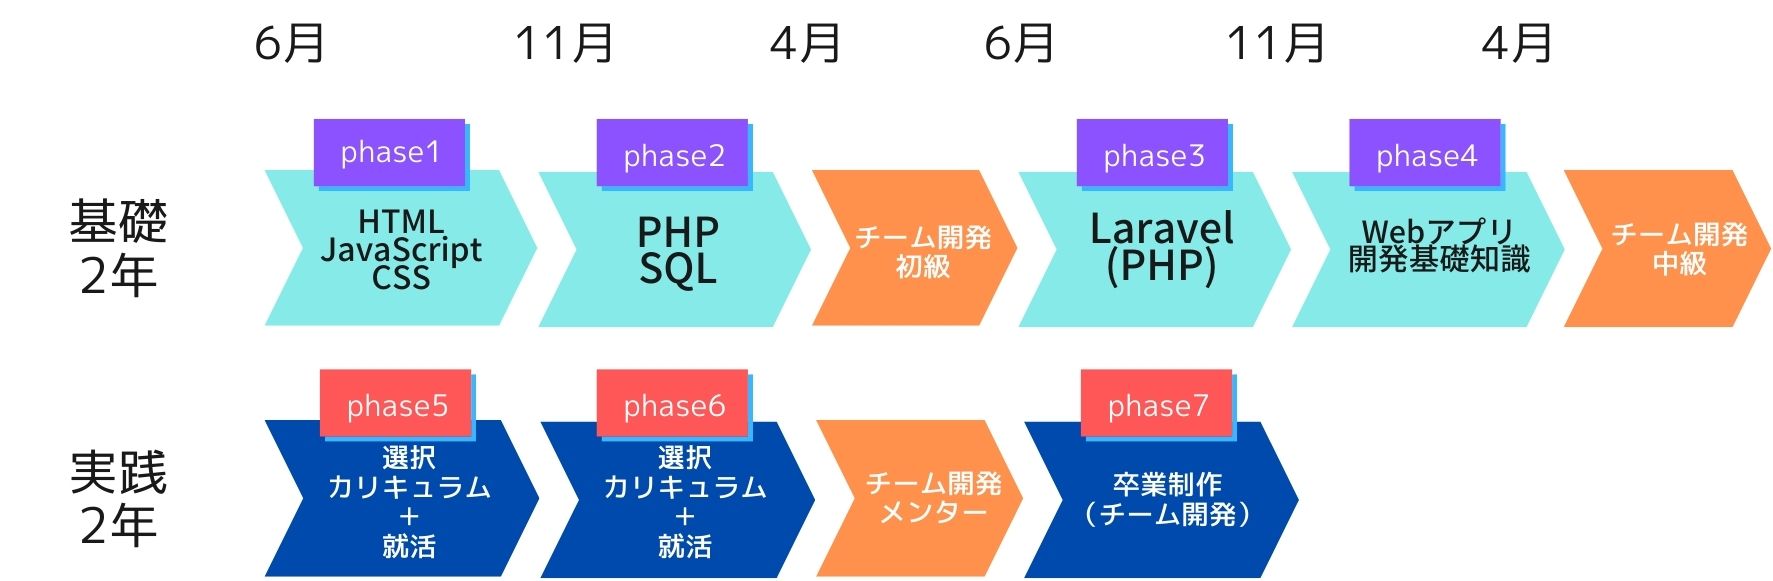 6月
11月
4月
6月
11月
4月
基礎
2年
phase1
HTML
JavaScript
CSS
phase2
PHP
SQL
チーム開発
初級
phase3
Laravel
(PHP)
phase4
Webアプリ
開発基礎知識
チーム開発
中級
実践
2年
phase5
選択
カリキュラム
+
就活
phase6
選択
カリキュラム
+
就活
チーム開発
メンター
phase7
卒業制作
（チーム開発）